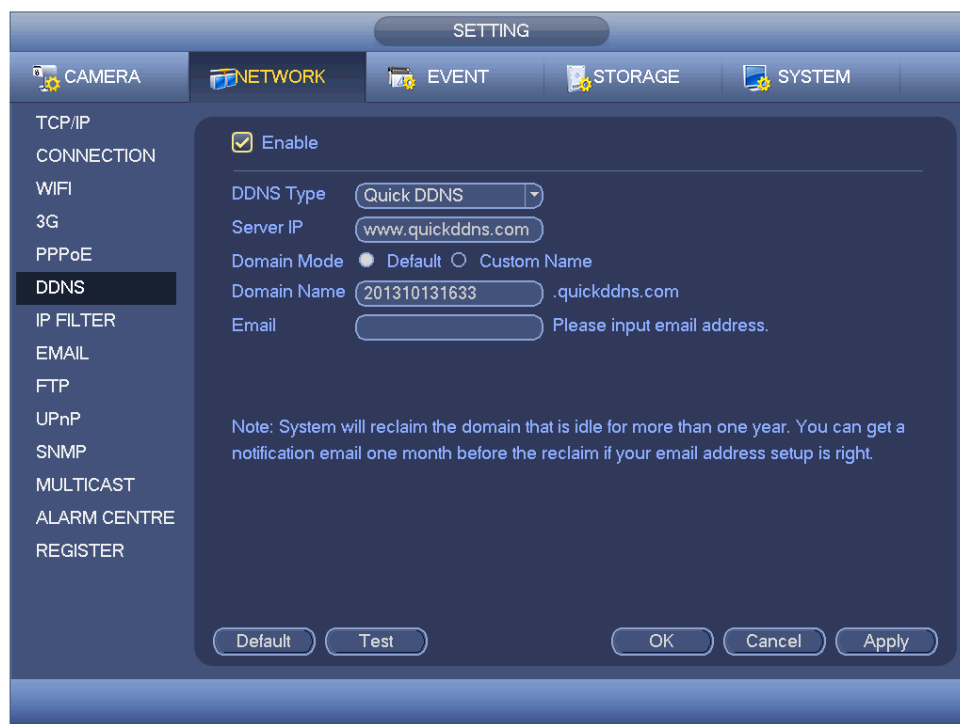 SETTING
CAMERA NETWORK EVENT STORAGE SYSTEM
TCP/IP
CONNECTION
WIFI
3G
PPPoE
DDNS
IP FILTER
EMAIL
FTP
UPnP
SNMP
MULTICAST
ALARM CENTRE
REGISTER
Enable
DDNS Type Quick DDNS
Server IP www.quickddns.com
Domain Mode Default Custom Name
Domain Name 201310131633 .quickddns.com
Email Please input email address.
Note: System will reclaim the domain that is idle for more than one year. You can get a
notification email one month before the reclaim if your email address setup is right.
Default Test OK Cancel Apply